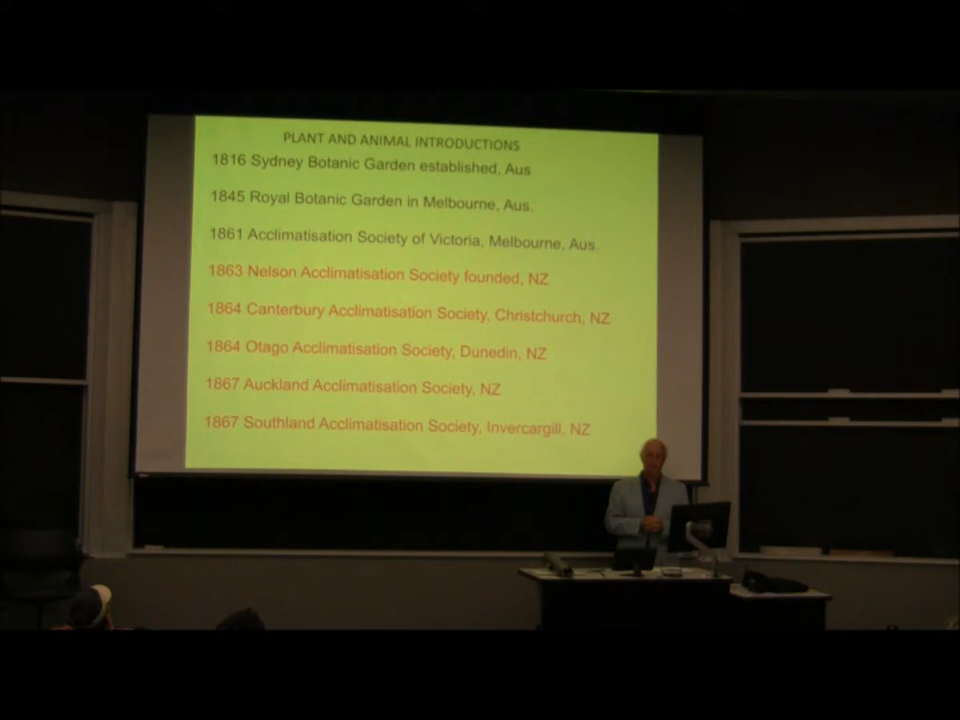 PLANT AND ANIMAL INTRODUCTIONS
1816 Sydney Botanic Garden established, Aus
1845 Royal Botanic Garden in Melbourne, Aus.
1861 Acclimatisation Society of Victoria, Melbourne, Aus.
1863 Nelson Acclimatisation Society founded, NZ
1864 Canterbury Acclimatisation Society, Christchurch, NZ
1864 Otago Acclimatisation Society, Dunedin, NZ
1867 Auckland Acclimatisation Society, NZ
1867 Southland Acclimatisation Society, Invercargill, NZ